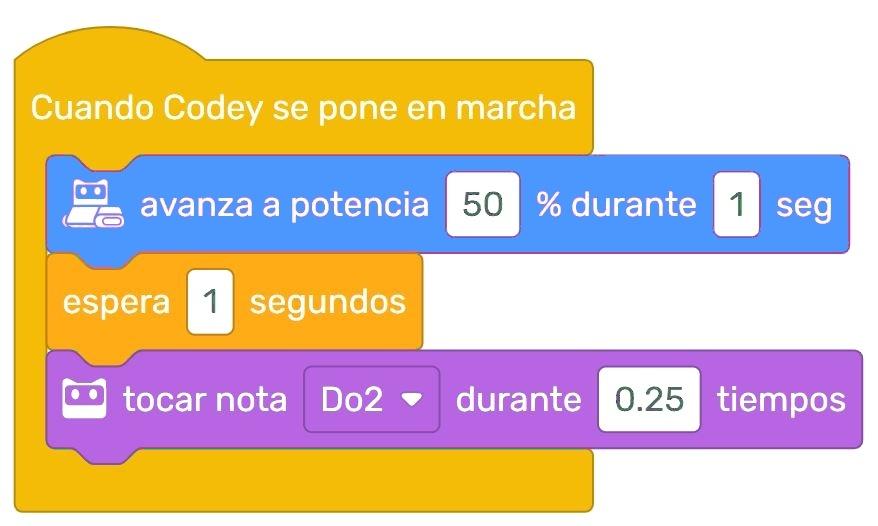 Cuando Codey se pone en marcha
avanza a potencia 50 % durante 1 seg
espera 1 segundos
tocar nota Do2 durante 0.25 tiempos